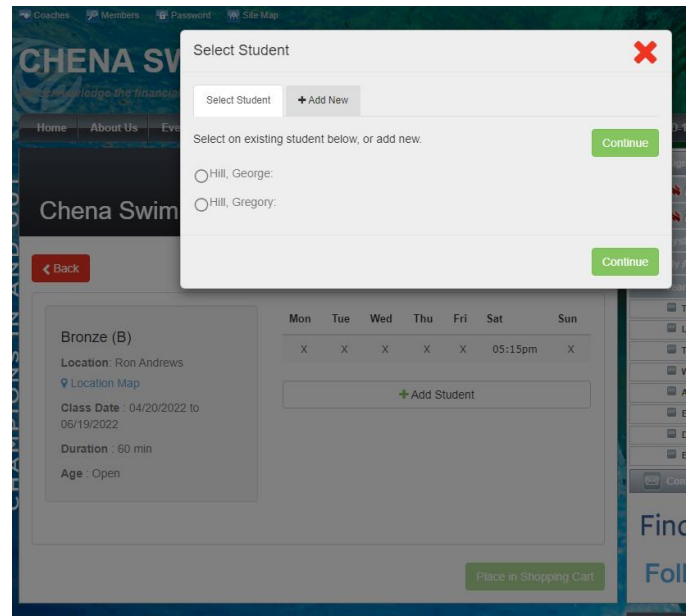 Coaches Members Password Site Map
CHENA SW
Select Student
Select Student + Add New
Home About Us Eve
Select on existing student below, or add new.
Continue
Hill, George:
Hill, Gregory:
Chena Swim
Continue
Back
Mon Tue Wed Thu Fri Sat Sun
X X X X X 05:15pm X
+ Add Student
Bronze (B)
Location: Ron Andrews
Location Map
Class Date : 04/20/2022 to
06/19/2022
Duration : 60 min
Age : Open
Place in Shopping Cart
CHAMPIONS IN AND OUT
Con
Find
Foll